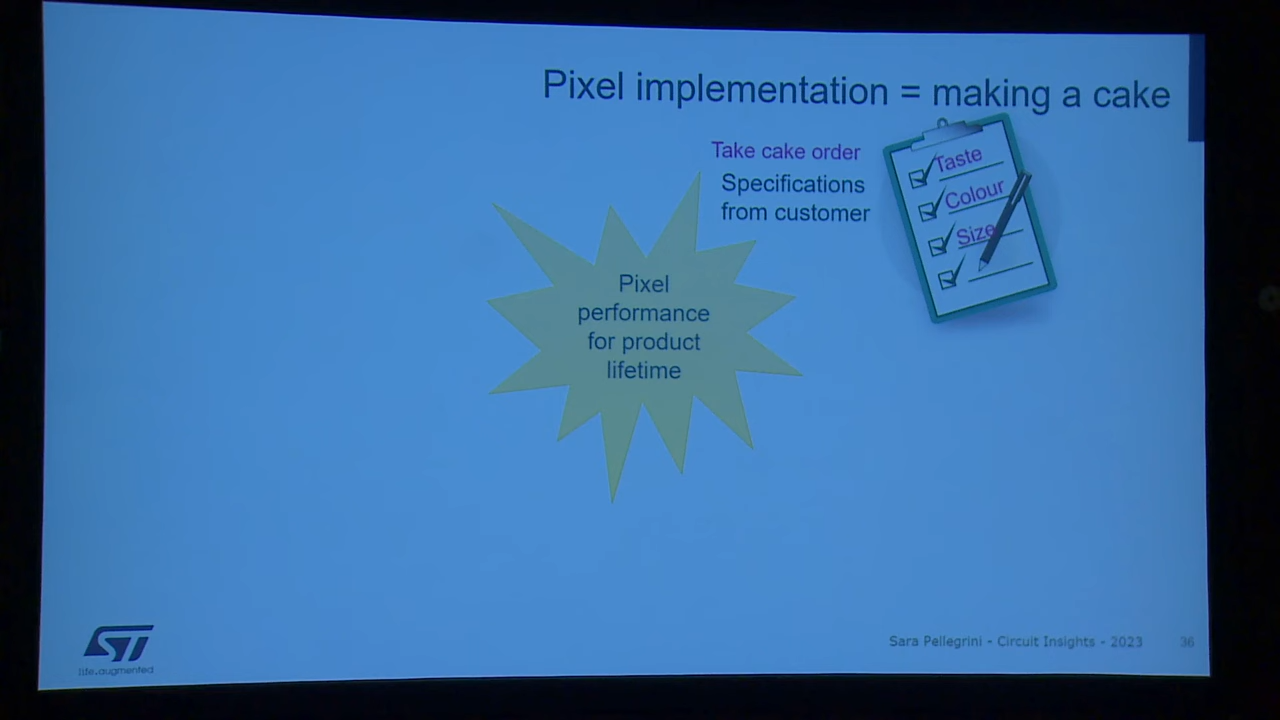 Pixel implementation = making a cake
Take cake order
Specifications
from customer
Taste
Colour
Size
Pixel
performance
for product
lifetime
ST
life.augmented
Sara Pellegrini - Circuit Insights - 2023
36